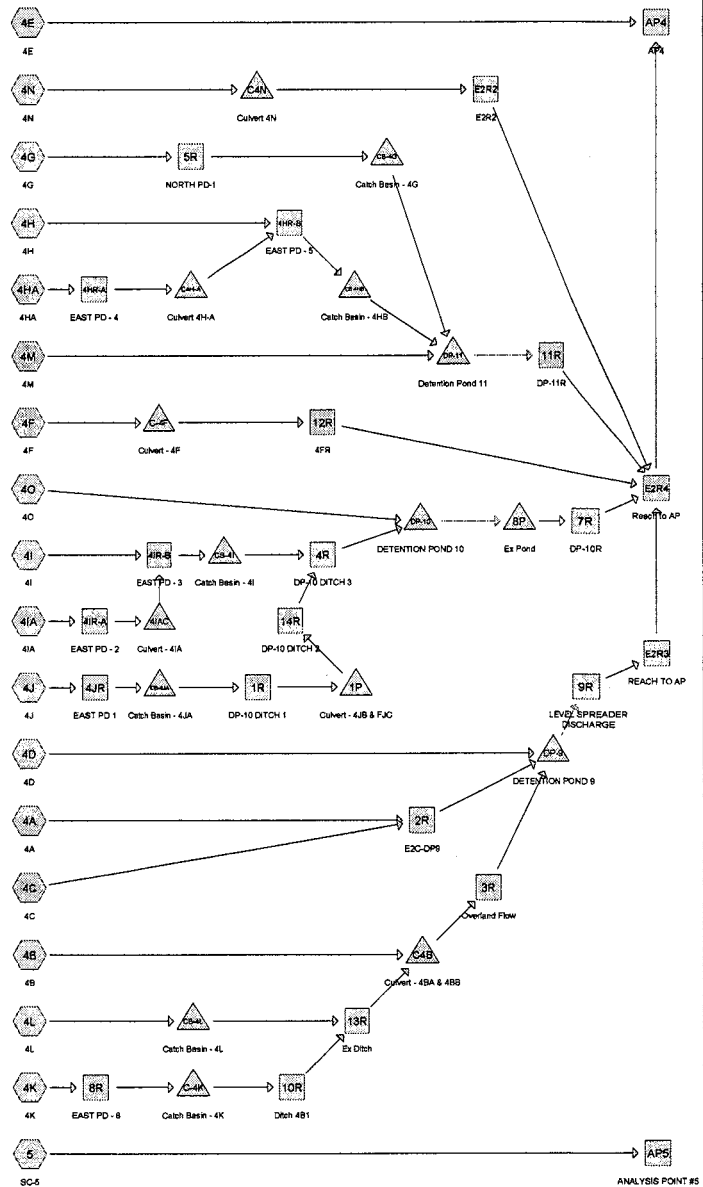 4E
AP4
4E
AP4
4N
C4N
E2R2
4N
Culvert 4N
E2R2
4G
5R
CB-4G
4G
NORTH PD-1
Catch Basin - 4G
4H
4HR-B
4H
EAST PD - 5
4HA
4HR-A
C4H-A
CB-4HB
4HA
EAST PD - 4
Culvert 4H-A
Catch Basin - 4HB
4M
DP-11
11R
4M
Detention Pond 11
DP-11R
4F
C-4F
12R
4F
Culvert - 4F
4FR
4O
E2R4
4O
Reach to AP
DP-10
8P
7R
DETENTION POND 10
Ex Pond
DP-10R
4I
4IR-B
CB-4I
4R
4I
EAST PD - 3
Catch Basin - 4I
DP-10 DITCH 3
4IA
4IR-A
4IAC
14R
4IA
EAST PD - 2
Culvert - 4IA
DP-10 DITCH 2
E2R3
REACH TO AP
4J
4JR
CB-4JA
1R
1P
9R
4J
EAST PD 1
Catch Basin - 4JA
DP-10 DITCH 1
Culvert - 4JB & FJC
LEVEL SPREADER
DISCHARGE
4D
DP-9
4D
DETENTION POND 9
4A
2R
4A
E2C-DP9
4C
3R
4C
Overland Flow
4B
C4B
4B
Culvert - 4BA & 4BB
4L
CB-4L
13R
4L
Catch Basin - 4L
Ex Ditch
4K
8R
C-4K
10R
4K
EAST PD - 6
Catch Basin - 4K
Ditch 4B1
5
AP5
SC-5
ANALYSIS POINT #5